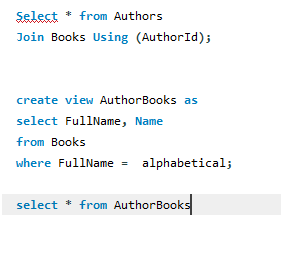 Select * from Authors
Join Books Using (AuthorId);
create view AuthorBooks as
select FullName, Name
from Books
where FullName =  alphabetical;
select * from AuthorBooks